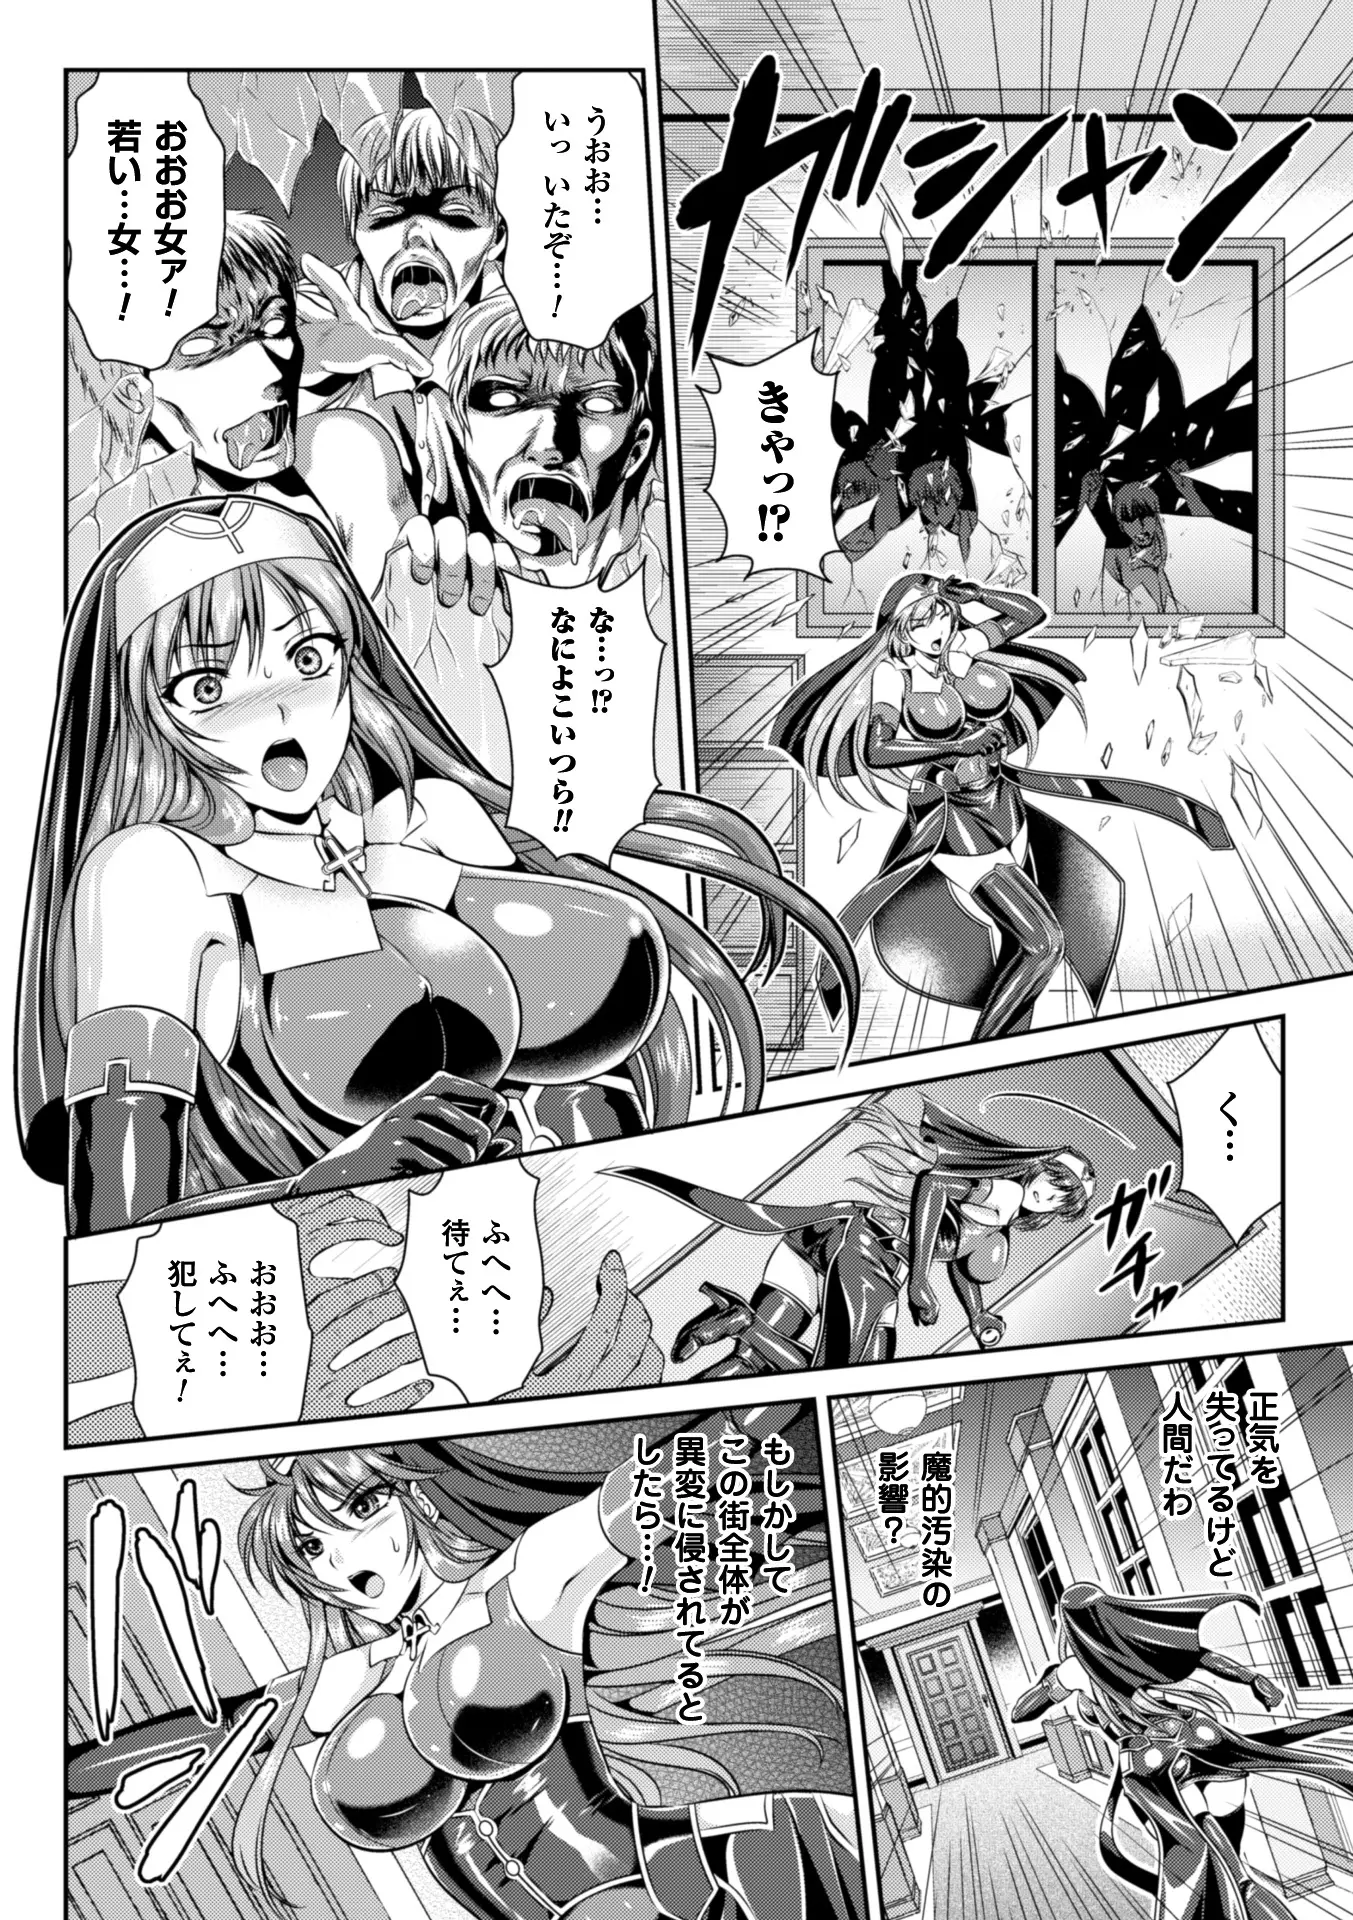 ガシャン
きやっ!?
うおお…
いっ いたぞ…!
おおお女ァ!
若い…女…!
な…っ!?
なによこいつら!!
く…
ガチャ
ふへへ…
待てぇ…
おおお…
ふへへ…
犯してぇ!
正気を
失ってるけど
人間だわ
魔的汚染の
影響?
もしかして
この街全体が
異変に侵されてると
したら…!
バンッ